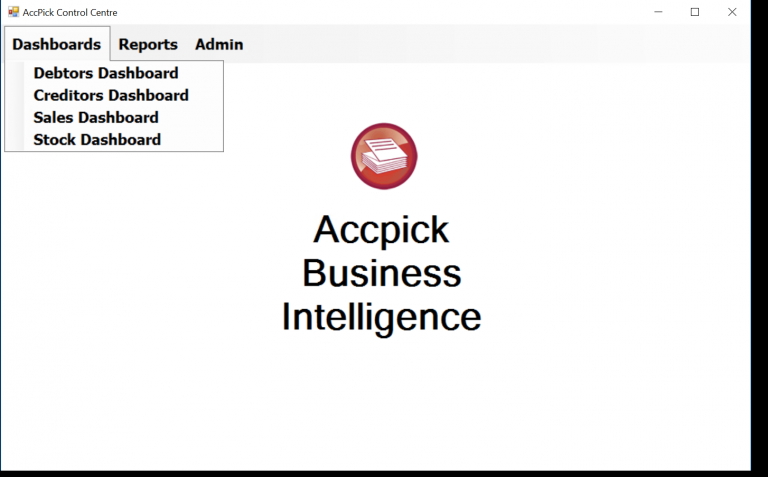 AccPick Control Centre
Dashboards Reports Admin
Debtors Dashboard
Creditors Dashboard
Sales Dashboard
Stock Dashboard
Accpick
Business
Intelligence